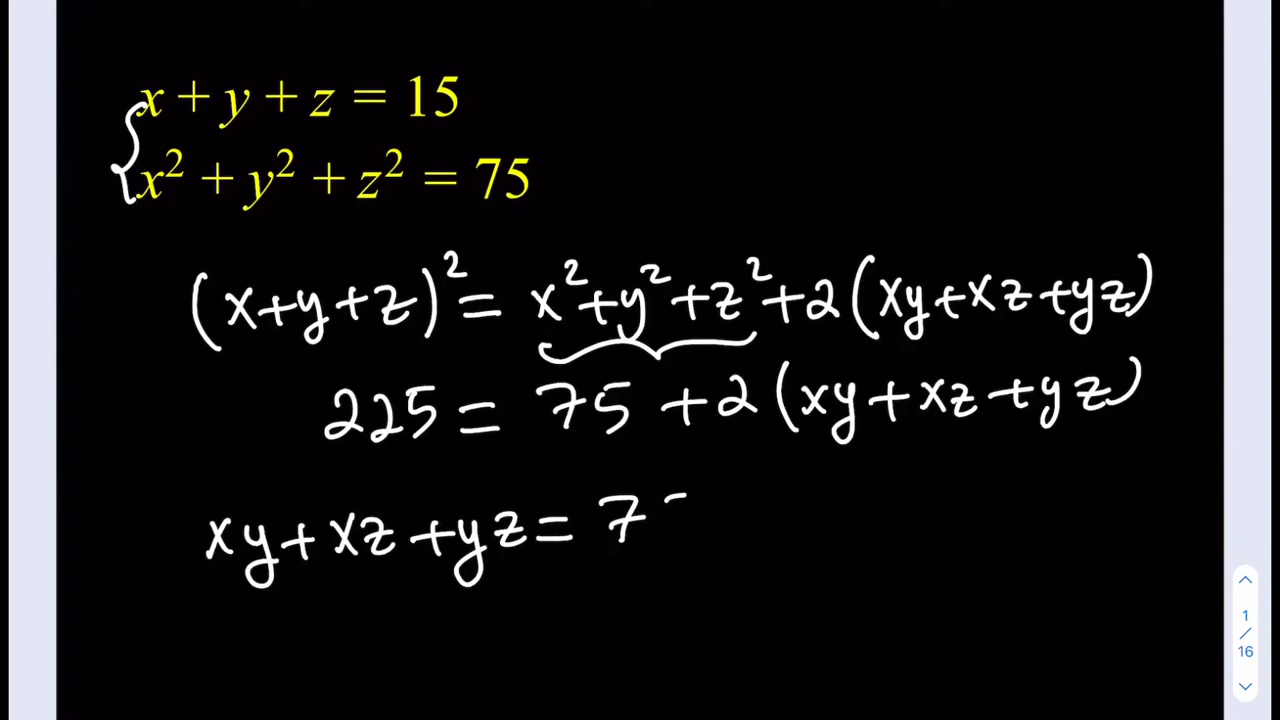 x + y + z = 15
x² + y² + z² = 75
(x+y+z)² = x²+y²+z²+2(xy+xz+yz)
225 = 75 +2(xy+xz+yz)
xy+xz+yz= 7
1
/
16